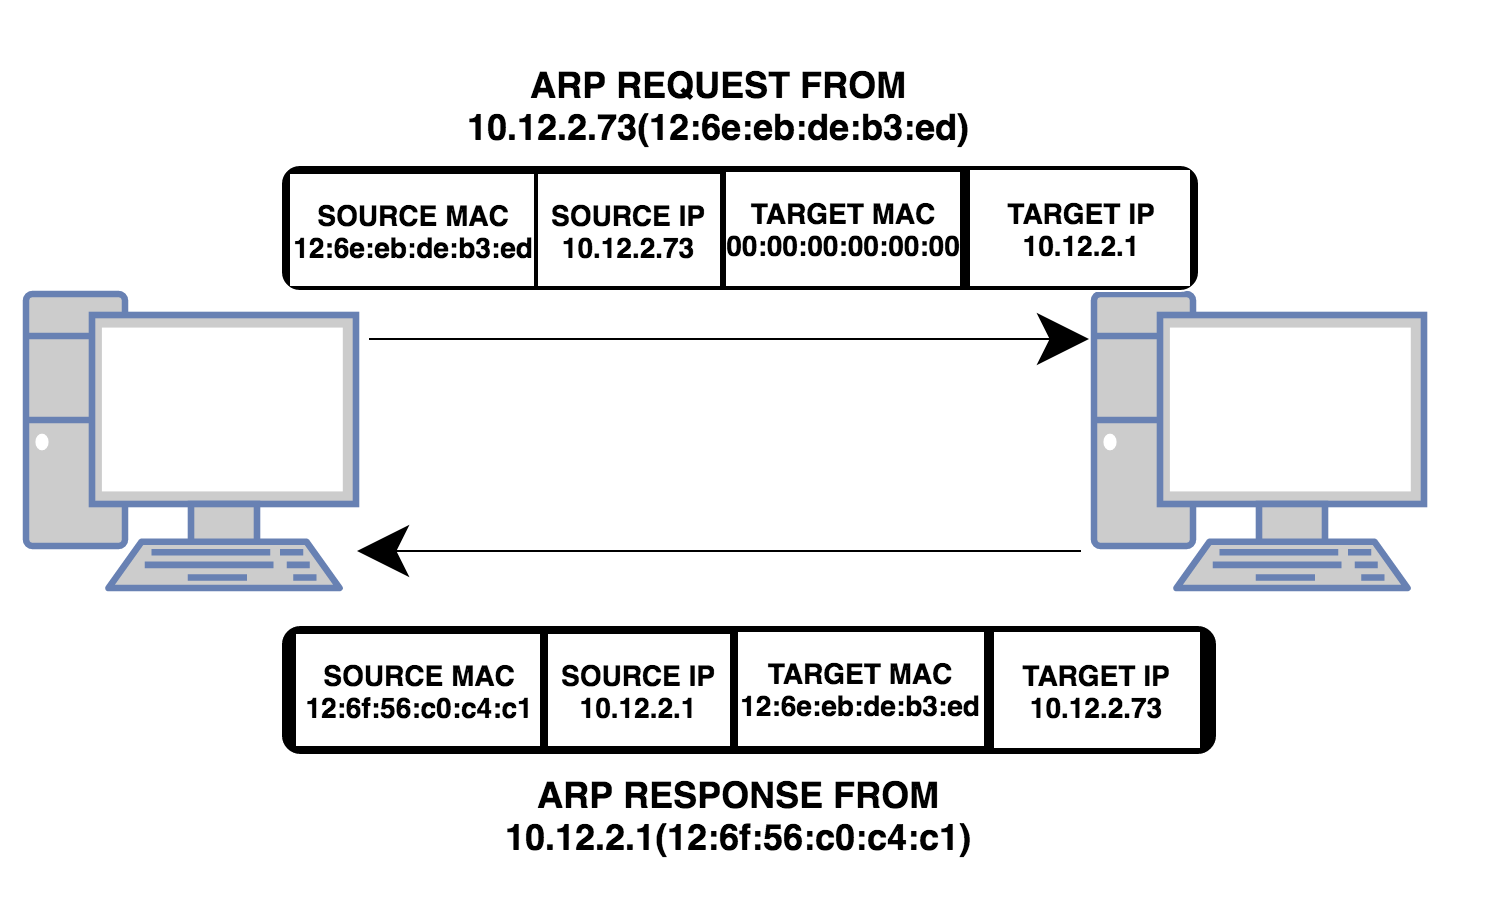 ARP REQUEST FROM
10.12.2.73(12:6e:eb:de:b3:ed)
SOURCE MAC
12:6e:eb:de:b3:ed
SOURCE IP
10.12.2.73
TARGET MAC
00:00:00:00:00:00
TARGET IP
10.12.2.1
SOURCE MAC
12:6f:56:c0:c4:c1
SOURCE IP
10.12.2.1
TARGET MAC
12:6e:eb:de:b3:ed
TARGET IP
10.12.2.73
ARP RESPONSE FROM
10.12.2.1(12:6f:56:c0:c4:c1)